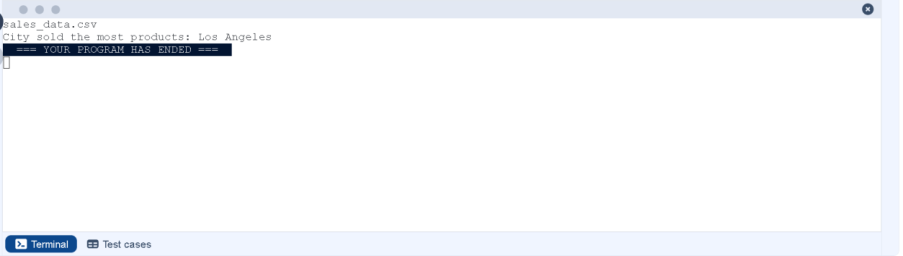 sales_data.csv
City sold the most products: Los Angeles
=== YOUR PROGRAM HAS ENDED ===
Terminal
Test cases